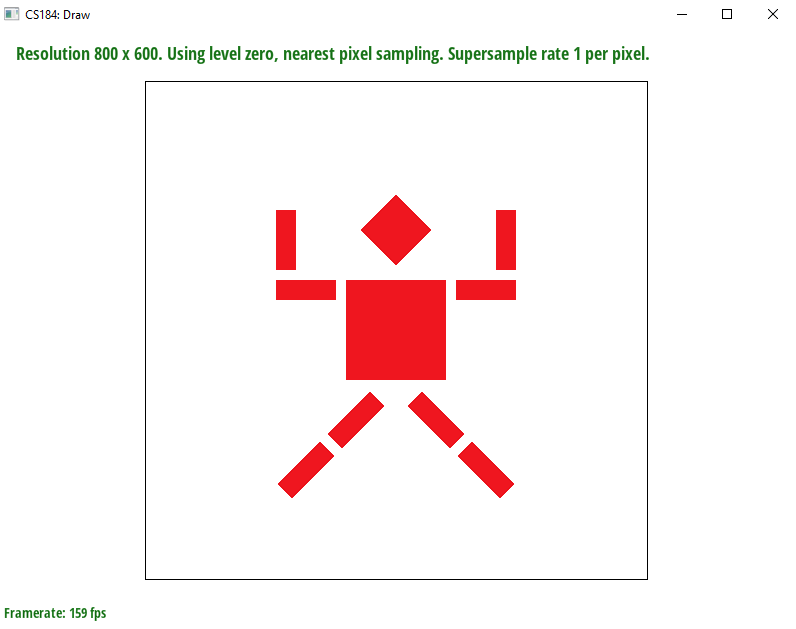 CS184: Draw
Resolution 800 x 600. Using level zero, nearest pixel sampling. Supersample rate 1 per pixel.
Framerate: 159 fps